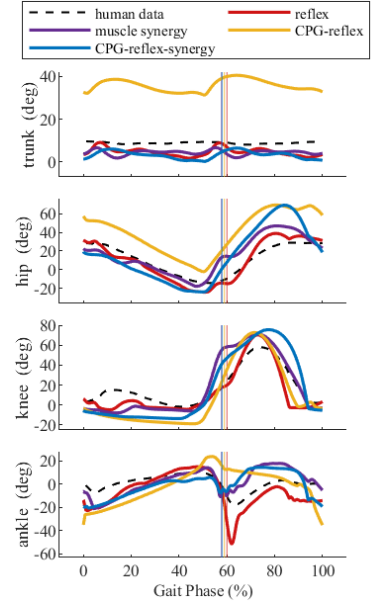 human data
reflex
muscle synergy
CPG-reflex
CPG-reflex-synergy
trunk (deg)
40
20
0
hip (deg)
60
40
20
0
-20
knee (deg)
80
60
40
20
0
-20
ankle (deg)
20
0
-20
-40
-60
0
20
40
60
80
100
Gait Phase (%)